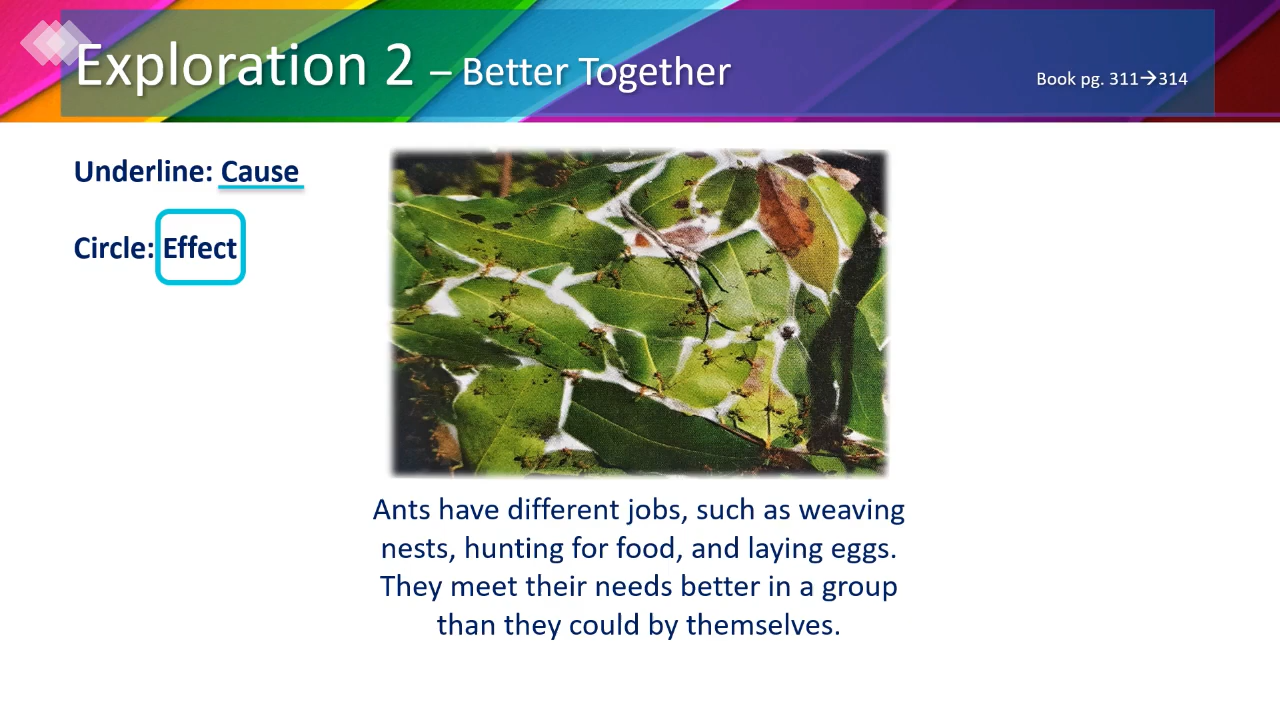 Exploration 2 – Better Together
Book pg. 311→314
Underline: Cause
Circle: Effect
Ants have different jobs, such as weaving
nests, hunting for food, and laying eggs.
They meet their needs better in a group
than they could by themselves.